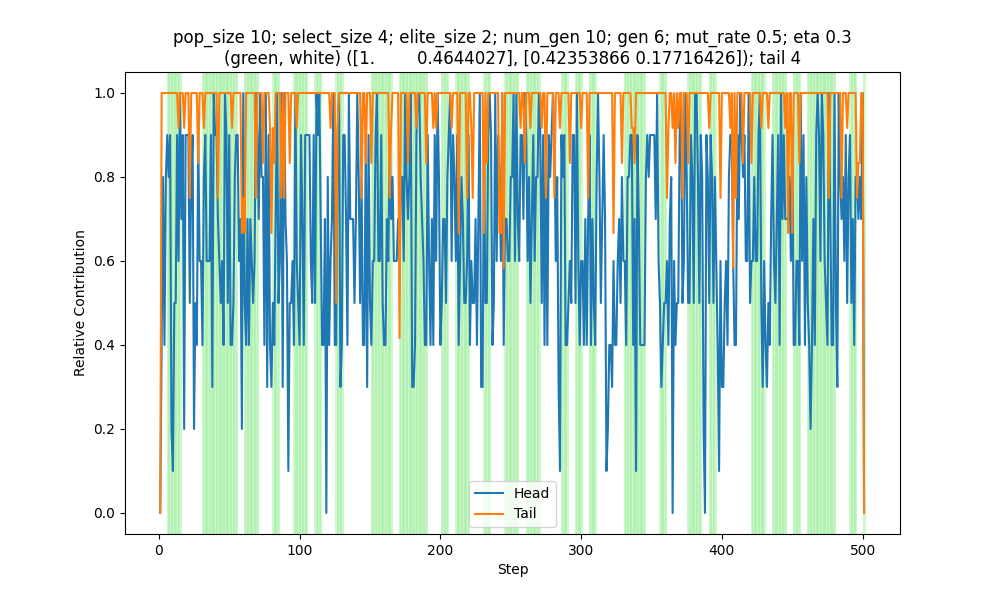 pop_size 10; select_size 4; elite_size 2; num_gen 10; gen 6; mut_rate 0.5; eta 0.3
(green, white) ([1.         0.4644027], [0.42353866 0.17716426]); tail 4
Relative Contribution
1.0
0.8
0.6
0.4
0.2
0.0
Head
Tail
0 100 200 300 400 500
Step